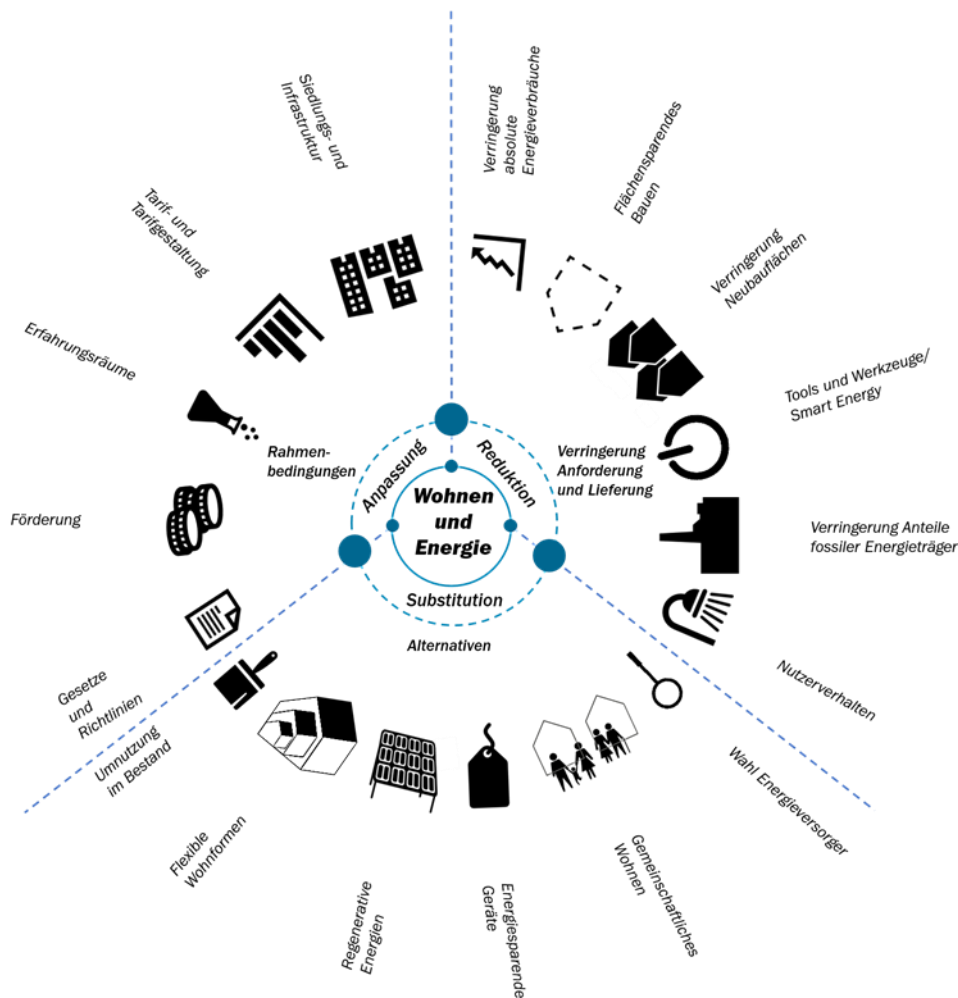 Wohnen
und
Energie
Anpassung
Reduktion
Substitution
Rahmen-
bedingungen
Verringerung
Anforderung
und Lieferung
Alternativen
Verringerung
absolute
Energieverbräuche
Flächensparendes
Bauen
Verringerung
Neubauflächen
Tools und Werkzeuge/
Smart Energy
Verringerung Anteile
fossiler Energieträger
Nutzerverhalten
Wahl Energieversorger
Gemeinschaftliches
Wohnen
Energiesparende
Geräte
Regenerative
Energien
Flexible
Wohnformen
Umnutzung
im Bestand
Gesetze
und
Richtlinien
Förderung
Erfahrungsräume
Tarif- und
Tarifgestaltung
Siedlungs- und
Infrastruktur